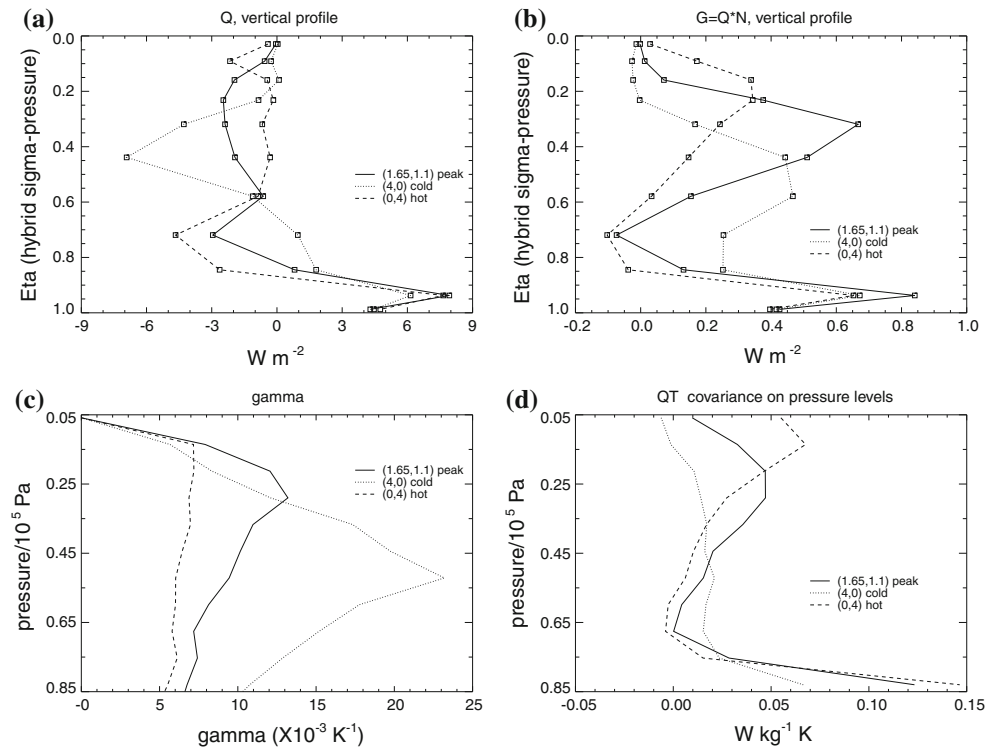 (a) Q, vertical profile
Eta (hybrid sigma-pressure)
0.0
0.2
0.4
0.6
0.8
1.0
(1.65,1.1) peak
(4,0) cold
(0,4) hot
-9 -6 -3 0 3 6 9
W m⁻²
(b) G=Q*N, vertical profile
Eta (hybrid sigma-pressure)
0.0
0.2
0.4
0.6
0.8
1.0
(1.65,1.1) peak
(4,0) cold
(0,4) hot
-0.2 0.0 0.2 0.4 0.6 0.8 1.0
W m⁻²
(c) gamma
pressure/10⁵ Pa
0.05
0.25
0.45
0.65
0.85
(1.65,1.1) peak
(4,0) cold
(0,4) hot
0 5 10 15 20 25
gamma (X10⁻³ K⁻¹)
(d) QT covariance on pressure levels
pressure/10⁵ Pa
0.05
0.25
0.45
0.65
0.85
(1.65,1.1) peak
(4,0) cold
(0,4) hot
-0.05 0.00 0.05 0.10 0.15
W kg⁻¹ K